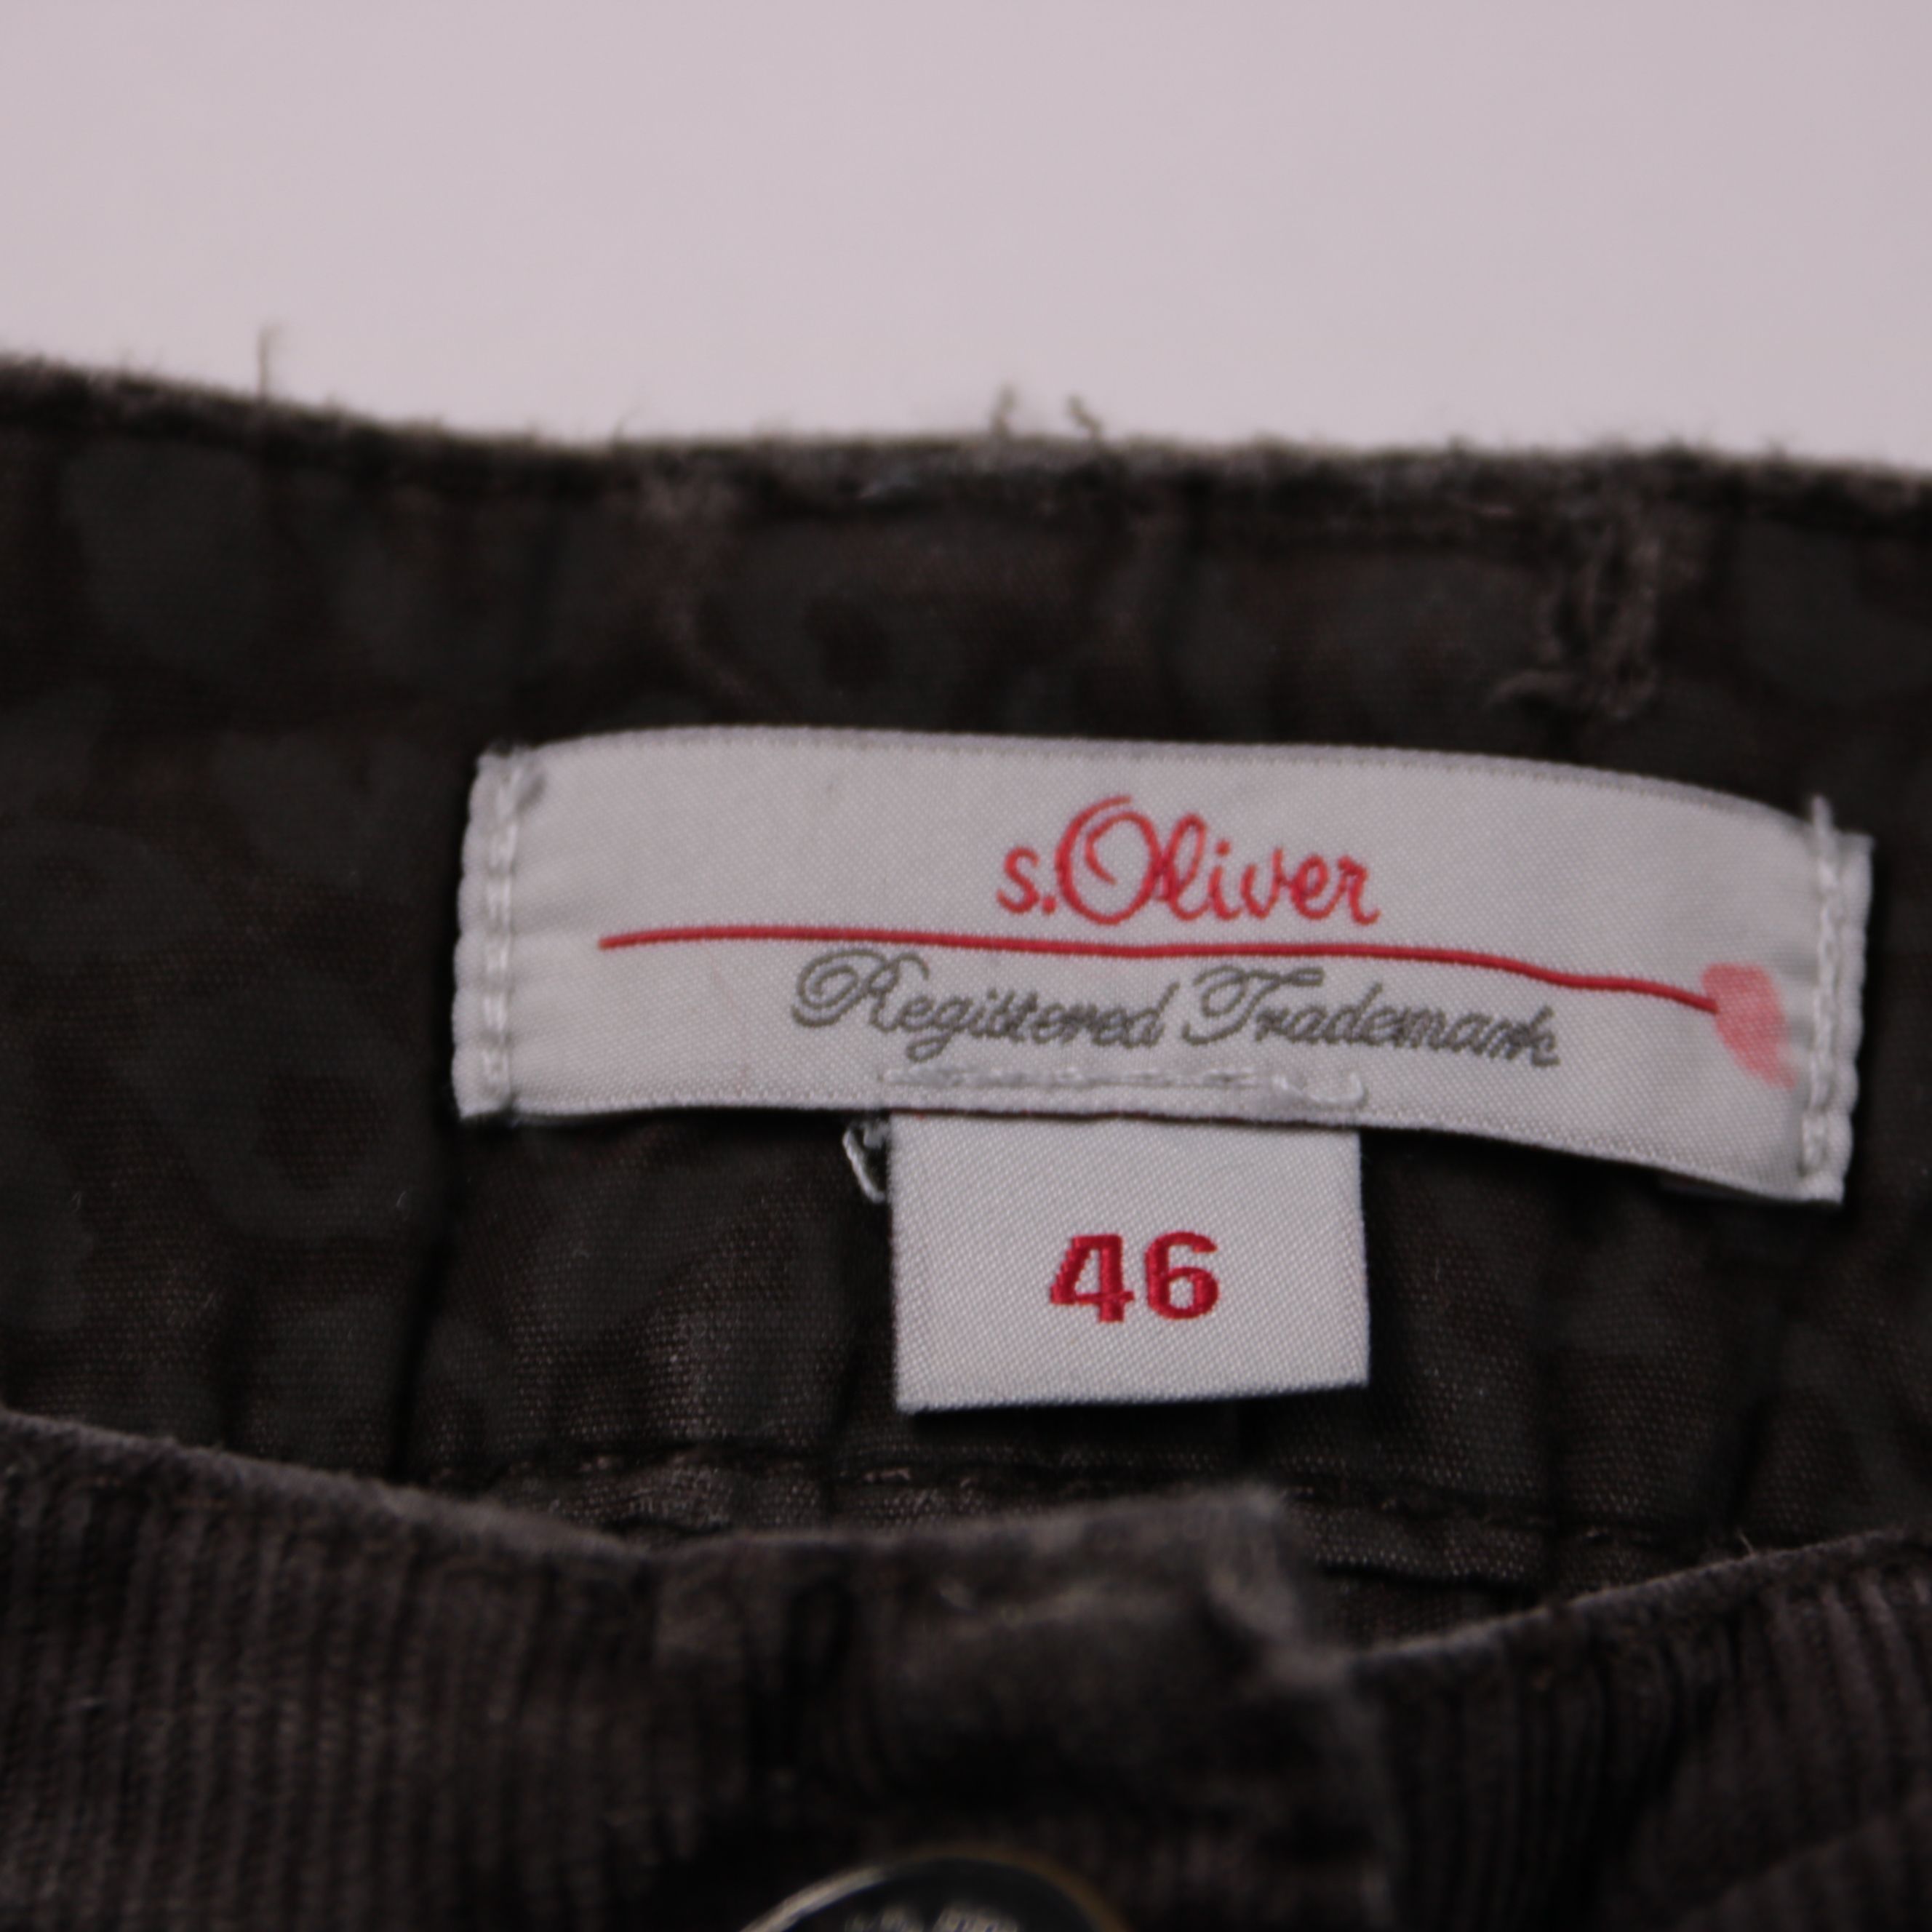 s.Oliver
Registered Trademark
46